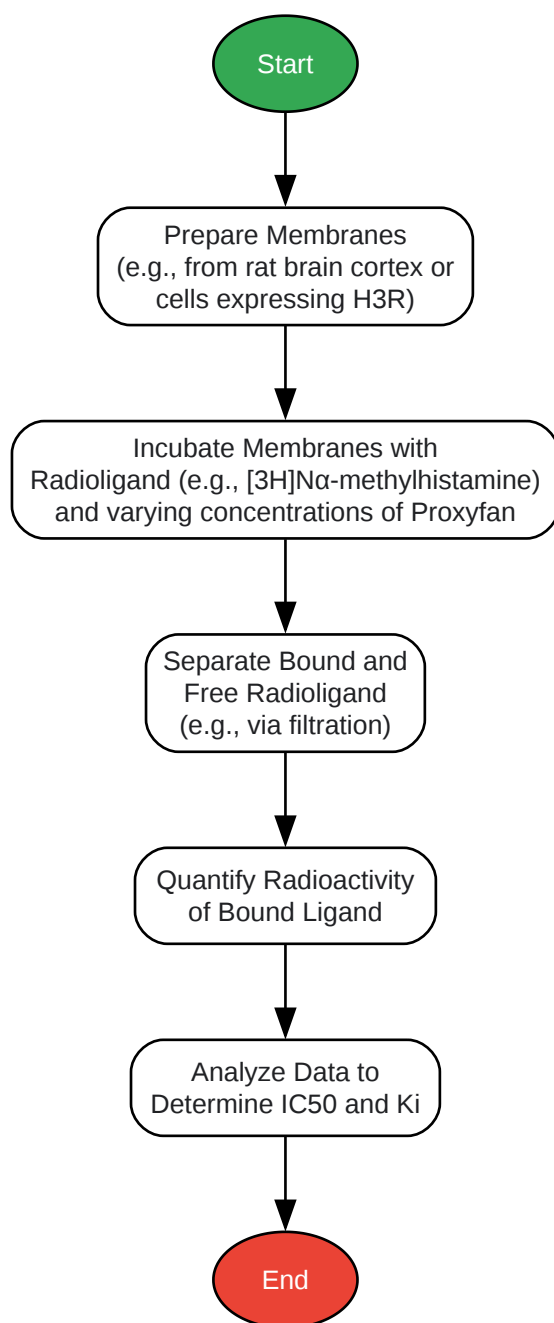 Start
Prepare Membranes
(e.g., from rat brain cortex or
cells expressing H3R)
Incubate Membranes with
Radioligand (e.g., [3H]Nα-methylhistamine)
and varying concentrations of Proxyfan
Separate Bound and
Free Radioligand
(e.g., via filtration)
Quantify Radioactivity
of Bound Ligand
Analyze Data to
Determine IC50 and Ki
End